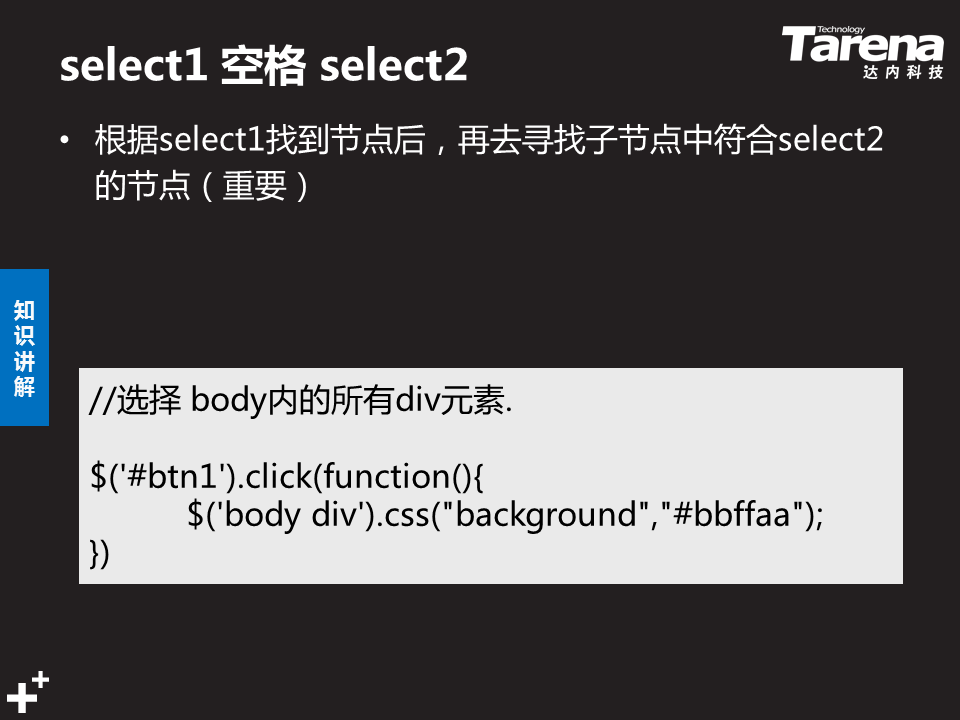 select1 空格 select2
Technology
Tarena
达内科技
• 根据select1找到节点后，再去寻找子节点中符合select2
的节点（重要）
知
识
讲
解
//选择 body内的所有div元素.
$('#btn1').click(function(){
$('body div').css("background","#bbffaa");
})